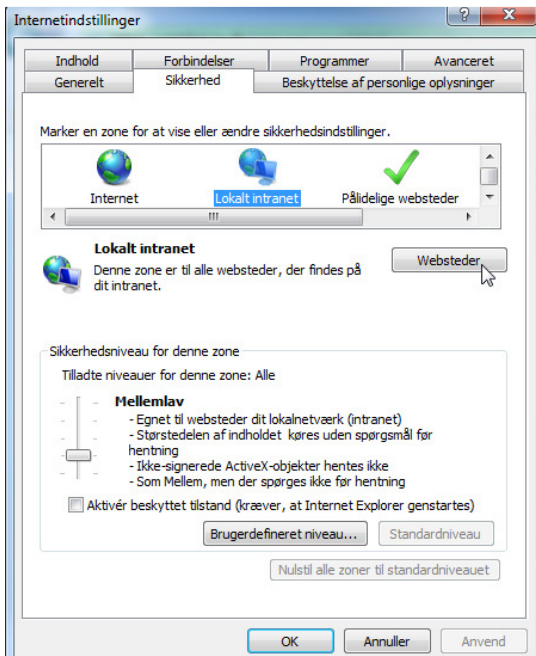 Internetindstillinger
Indhold Forbindelser Programmer Avanceret
Generelt Sikkerhed Beskyttelse af personlige oplysninger
Marker en zone for at vise eller ændre sikkerhedsindstillinger.
Internet Lokalt intranet Pålidelige websteder
Lokalt intranet
Denne zone er til alle websteder, der findes på
dit intranet.
Websteder
Sikkerhedsniveau for denne zone
Tilladte niveauer for denne zone: Alle
Mellemlav
- Egnet til websteder dit lokalnetværk (intranet)
- Størstedelen af indholdet køres uden spørgsmål før
hentning
- Ikke-signerede ActiveX-objekter hentes ikke
- Som Mellem, men der spørges ikke før hentning
Aktivér beskyttet tilstand (kræver, at Internet Explorer genstartes)
Brugerdefineret niveau... Standardniveau
Nulstil alle zoner til standardniveauet
OK Annuller Anvend